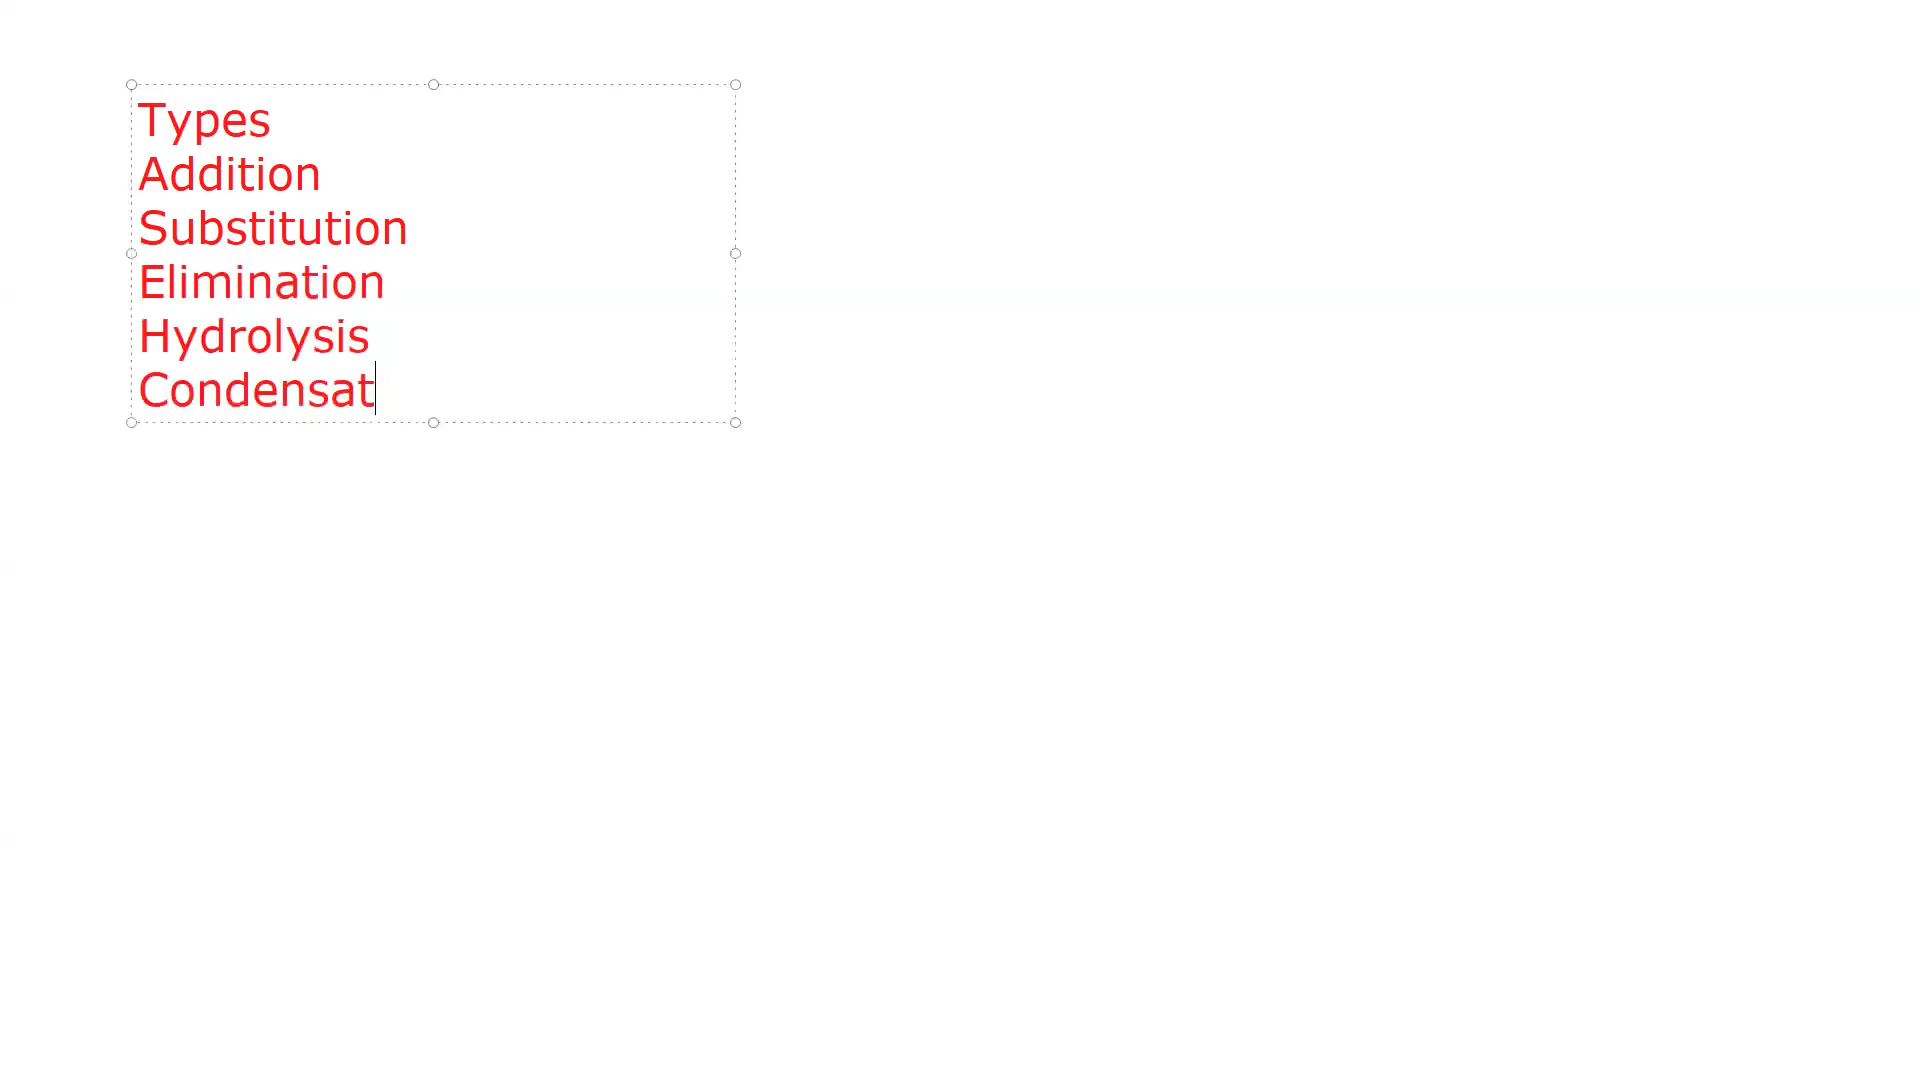 Types
Addition
Substitution
Elimination
Hydrolysis
Condensat